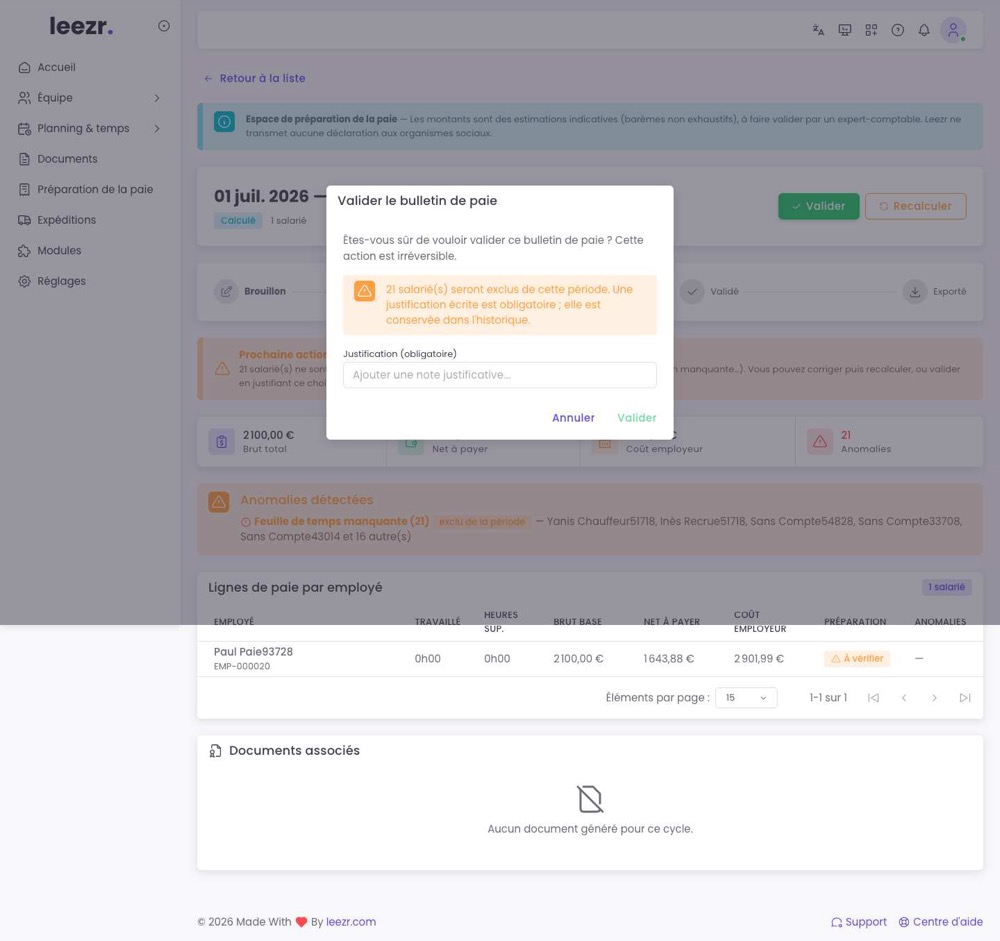 leezr.
Accueil
Équipe
Planning & temps
Documents
Préparation de la paie
Expéditions
Modules
Réglages
Retour à la liste
Espace de préparation de la paie — Les montants sont des estimations indicatives (barèmes non exhaustifs), à faire valider par un expert-comptable. Leezr ne
transmet aucune déclaration aux organismes sociaux.
01 juil. 2026 —
Calculé 1 salarié
Valider
Recalculer
Brouillon
Validé
Exporté
Prochaine action
21 salarié(s) ne sont
manquante…). Vous pouvez corriger puis recalculer, ou valider
en justifiant ce choi
Valider le bulletin de paie
Êtes-vous sûr de vouloir valider ce bulletin de paie ? Cette
action est irréversible.
21 salarié(s) seront exclus de cette période. Une
justification écrite est obligatoire ; elle est
conservée dans l'historique.
Justification (obligatoire)
Ajouter une note justificative…
Annuler Valider
2 100,00 €
Brut total
Net à payer
€
Coût employeur
21
Anomalies
Anomalies détectées
Feuille de temps manquante (21) exclu de la période — Yanis Chauffeur51718, Inès Recrue51718, Sans Compte54828, Sans Compte33708,
Sans Compte43014 et 16 autre(s)
Lignes de paie par employé
1 salarié
EMPLOYÉ TRAVAILLÉ HEURES SUP. BRUT BASE NET À PAYER COÛT EMPLOYEUR PRÉPARATION ANOMALIES
Paul Paie93728 0h00 0h00 2 100,00 € 1 643,88 € 2 901,99 € À vérifier —
EMP-000020
Éléments par page : 15 1-1 sur 1
Documents associés
Aucun document généré pour ce cycle.
© 2026 Made With By leezr.com
Support Centre d'aide